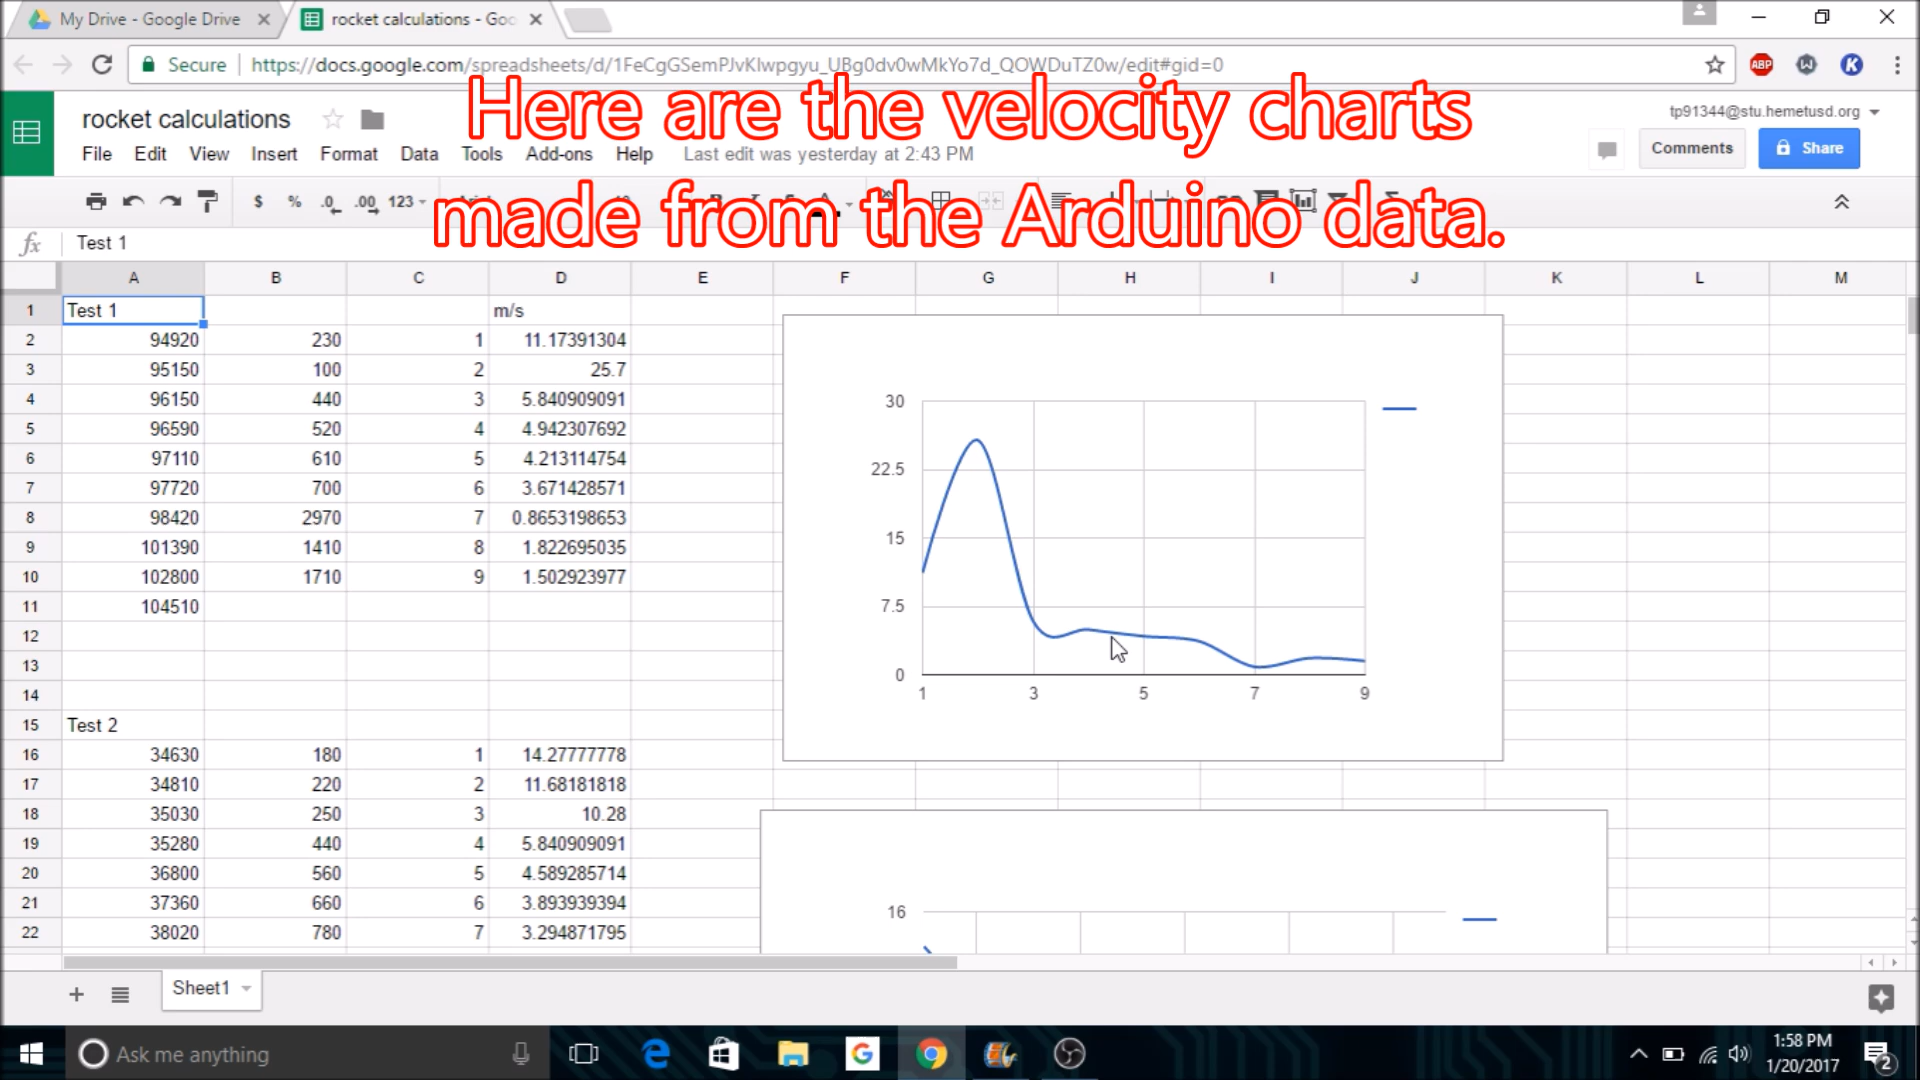 My Drive - Google Drive
rocket calculations - Goo
Secure
https://docs.google.com/spreadsheets/d/1FeCgGSemPJvKIwpgyu_UBg0dv0wMkYo7d_QOWDuTZ0w/edit#gid=0
ABP
K
Here are the velocity charts
made from the Arduino data.
rocket calculations
tp91344@stu.hemetusd.org
File Edit View Insert Format Data Tools Add-ons Help Last edit was yesterday at 2:43 PM
Comments
Share
$ % .0 .00 123
fx Test 1
A B C D E F G H I J K L M
1 Test 1 m/s
2 94920 230 1 11.17391304
3 95150 100 2 25.7
4 96150 440 3 5.840909091
5 96590 520 4 4.942307692
6 97110 610 5 4.213114754
7 97720 700 6 3.671428571
8 98420 2970 7 0.8653198653
9 101390 1410 8 1.822695035
10 102800 1710 9 1.502923977
11 104510
12
13
14
15 Test 2
16 34630 180 1 14.27777778
17 34810 220 2 11.68181818
18 35030 250 3 10.28
19 35280 440 4 5.840909091
20 36800 560 5 4.589285714
21 37360 660 6 3.893939394
22 38020 780 7 3.294871795
30
22.5
15
7.5
0
1 3 5 7 9
16
Sheet1
Ask me anything
G
1:58 PM
1/20/2017
2